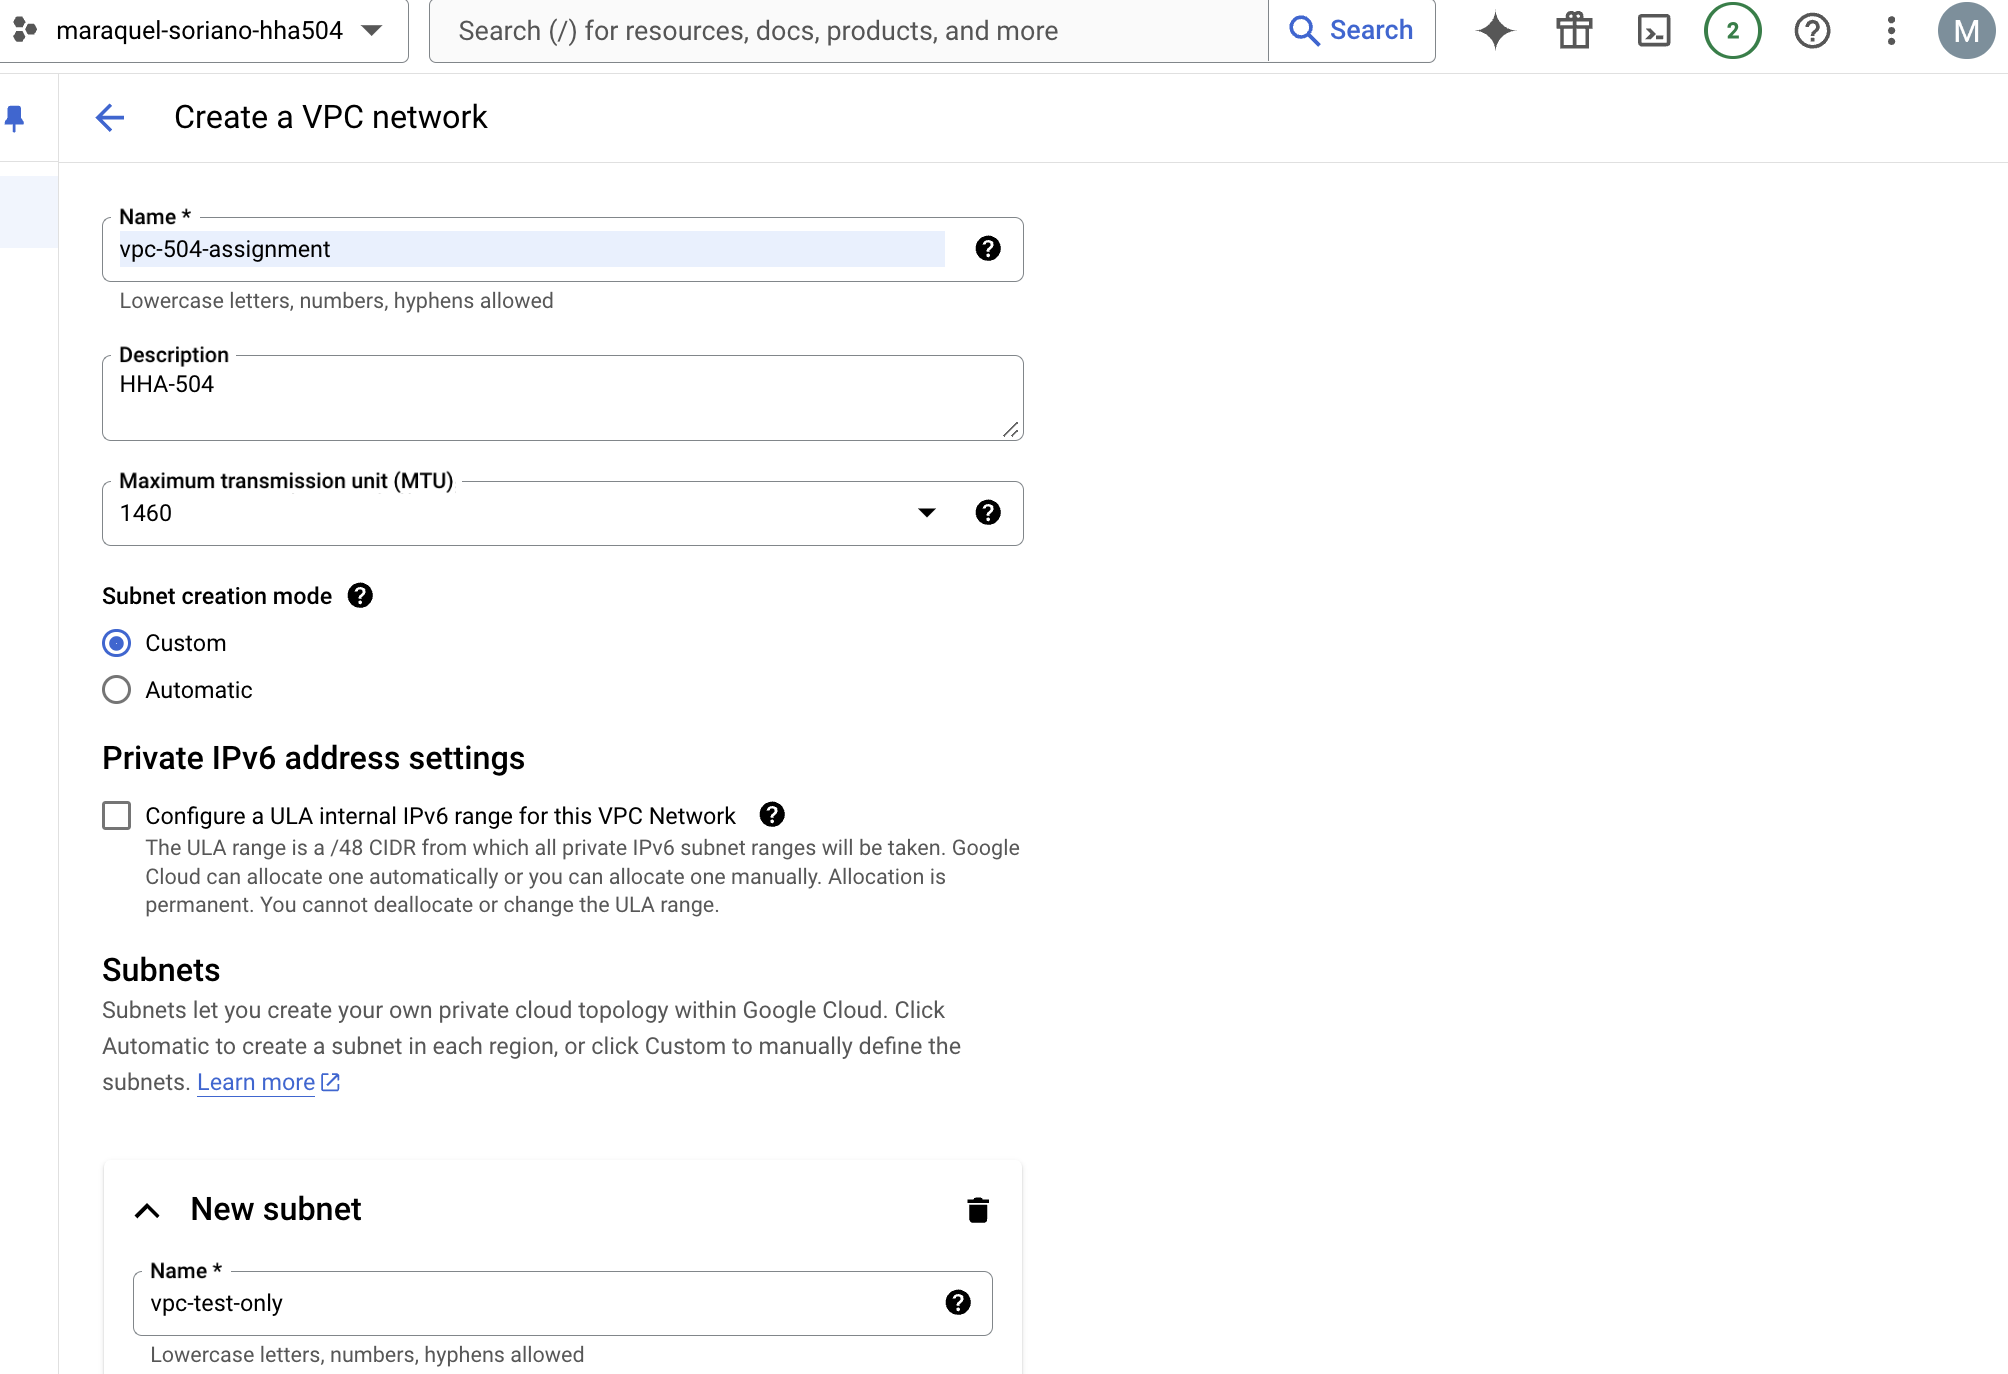 maraquel-soriano-hha504
Search (/) for resources, docs, products, and more
Search
2
M
Create a VPC network
Name *
vpc-504-assignment
Lowercase letters, numbers, hyphens allowed
Description
HHA-504
Maximum transmission unit (MTU)
1460
Subnet creation mode
Custom
Automatic
Private IPv6 address settings
Configure a ULA internal IPv6 range for this VPC Network
The ULA range is a /48 CIDR from which all private IPv6 subnet ranges will be taken. Google
Cloud can allocate one automatically or you can allocate one manually. Allocation is
permanent. You cannot deallocate or change the ULA range.
Subnets
Subnets let you create your own private cloud topology within Google Cloud. Click
Automatic to create a subnet in each region, or click Custom to manually define the
subnets. Learn more
New subnet
Name *
vpc-test-only
Lowercase letters, numbers, hyphens allowed